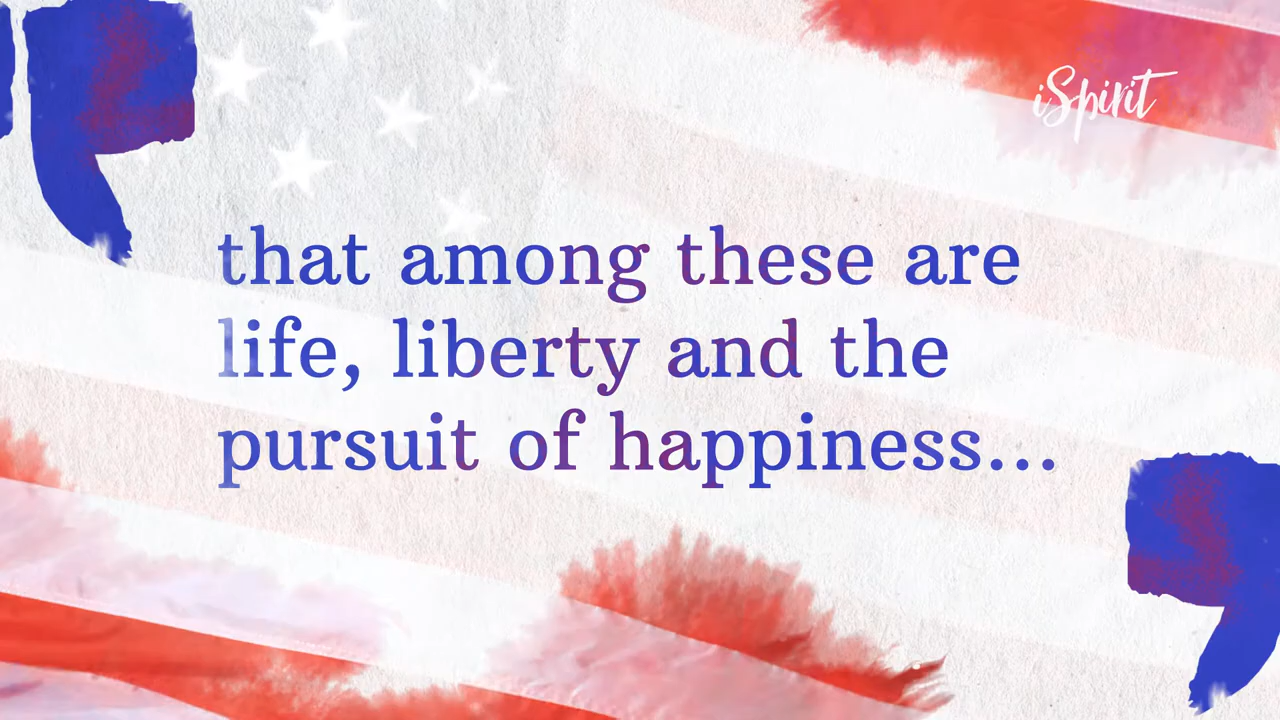 iSpirit
that among these are
life, liberty and the
pursuit of happiness...